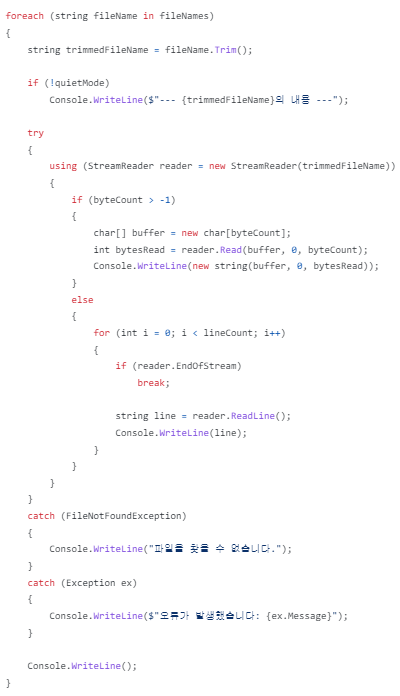 foreach (string fileName in fileNames)
{
    string trimmedFileName = fileName.Trim();

    if (!quietMode)
        Console.WriteLine($"--- {trimmedFileName}의 내용 ---");

    try
    {
        using (StreamReader reader = new StreamReader(trimmedFileName))
        {
            if (byteCount > -1)
            {
                char[] buffer = new char[byteCount];
                int bytesRead = reader.Read(buffer, 0, byteCount);
                Console.WriteLine(new string(buffer, 0, bytesRead));
            }
            else
            {
                for (int i = 0; i < lineCount; i++)
                {
                    if (reader.EndOfStream)
                        break;

                    string line = reader.ReadLine();
                    Console.WriteLine(line);
                }
            }
        }
    }
    catch (FileNotFoundException)
    {
        Console.WriteLine("파일을 찾을 수 없습니다.");
    }
    catch (Exception ex)
    {
        Console.WriteLine($"오류가 발생했습니다: {ex.Message}");
    }

    Console.WriteLine();
}